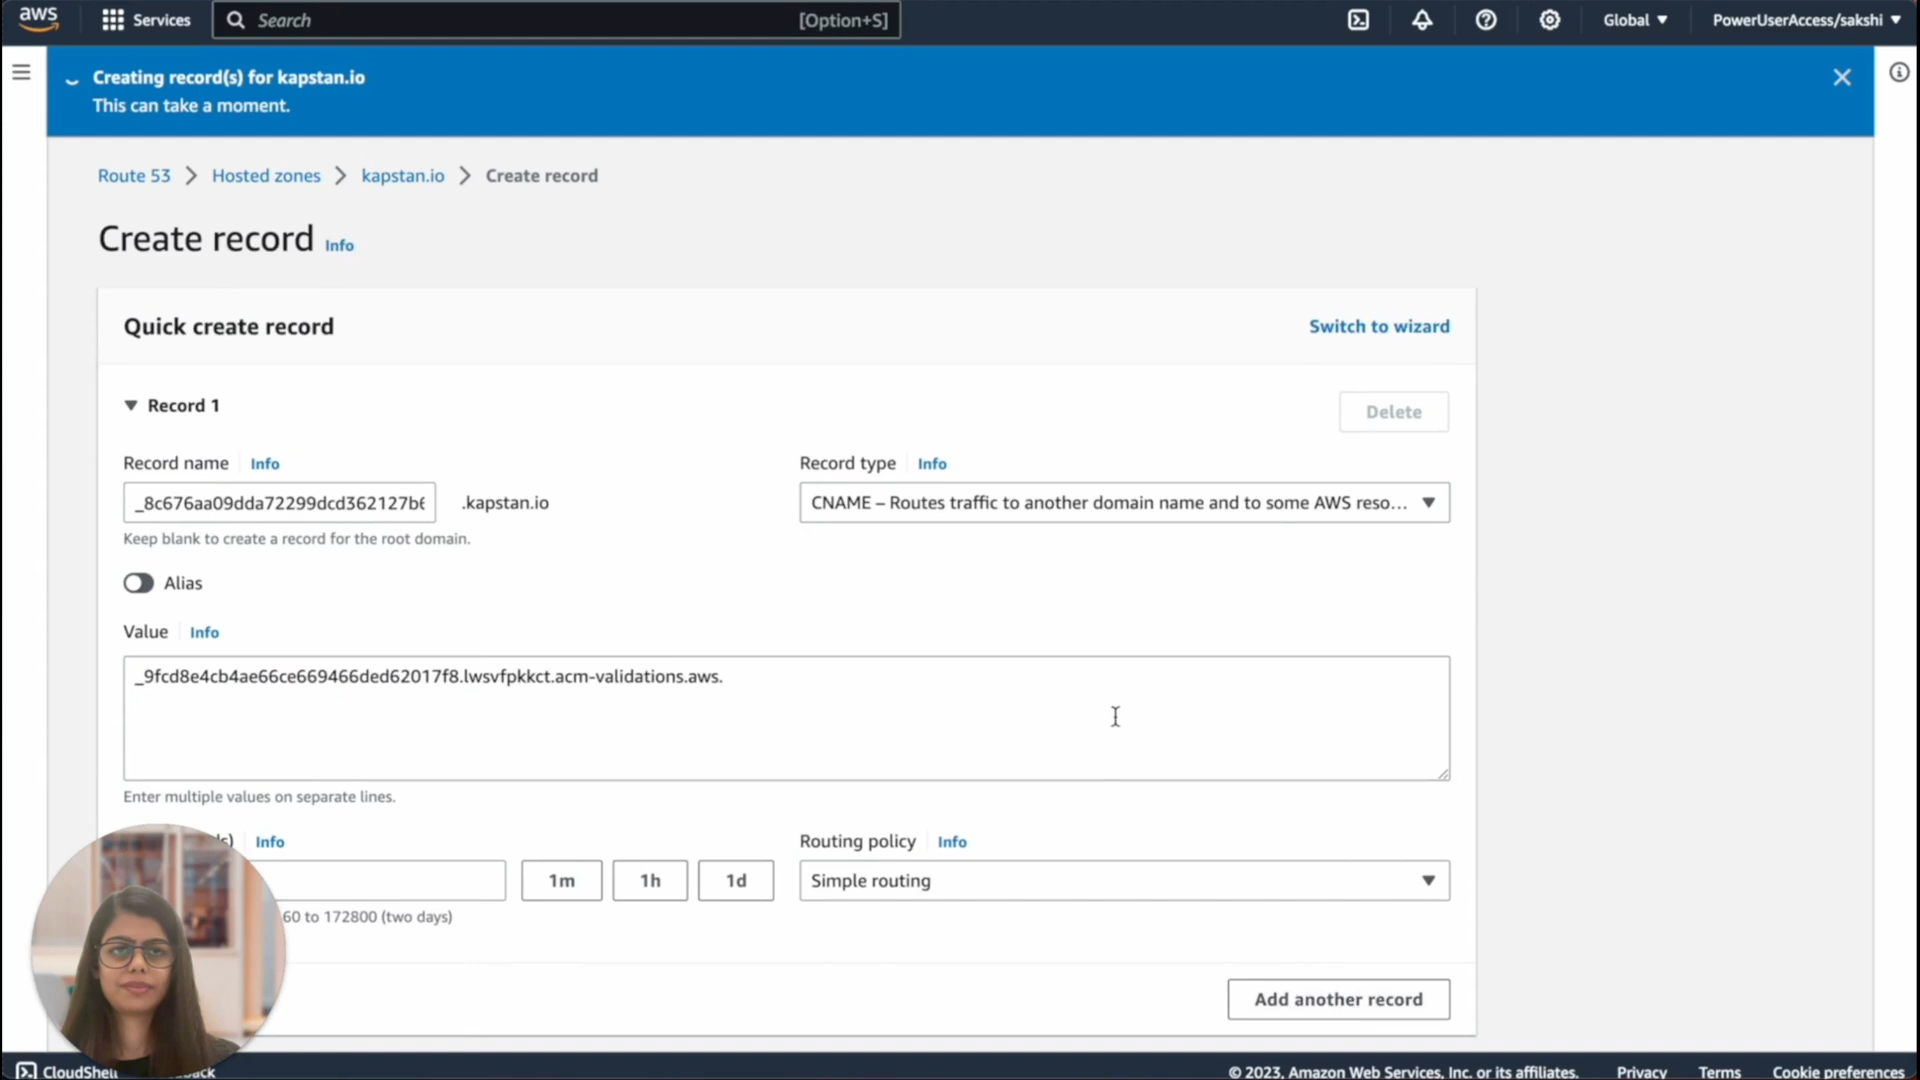 aws Services Search [Option+S] Global PowerUserAccess/sakshi
Creating record(s) for kapstan.io
This can take a moment.
Route 53 > Hosted zones > kapstan.io > Create record
Create record Info
Quick create record Switch to wizard
Record 1 Delete
Record name Info Record type Info
_8c676aa09dda72299dcd362127b6 .kapstan.io CNAME – Routes traffic to another domain name and to some AWS reso...
Keep blank to create a record for the root domain.
Alias
Value Info
_9fcd8e4cb4ae66ce669466ded62017f8.lwsvfpkkct.acm-validations.aws.
Enter multiple values on separate lines.
Info Routing policy Info
1m 1h 1d Simple routing
60 to 172800 (two days)
Add another record
CloudShell © 2023, Amazon Web Services, Inc. or its affiliates. Privacy Terms Cookie preferences